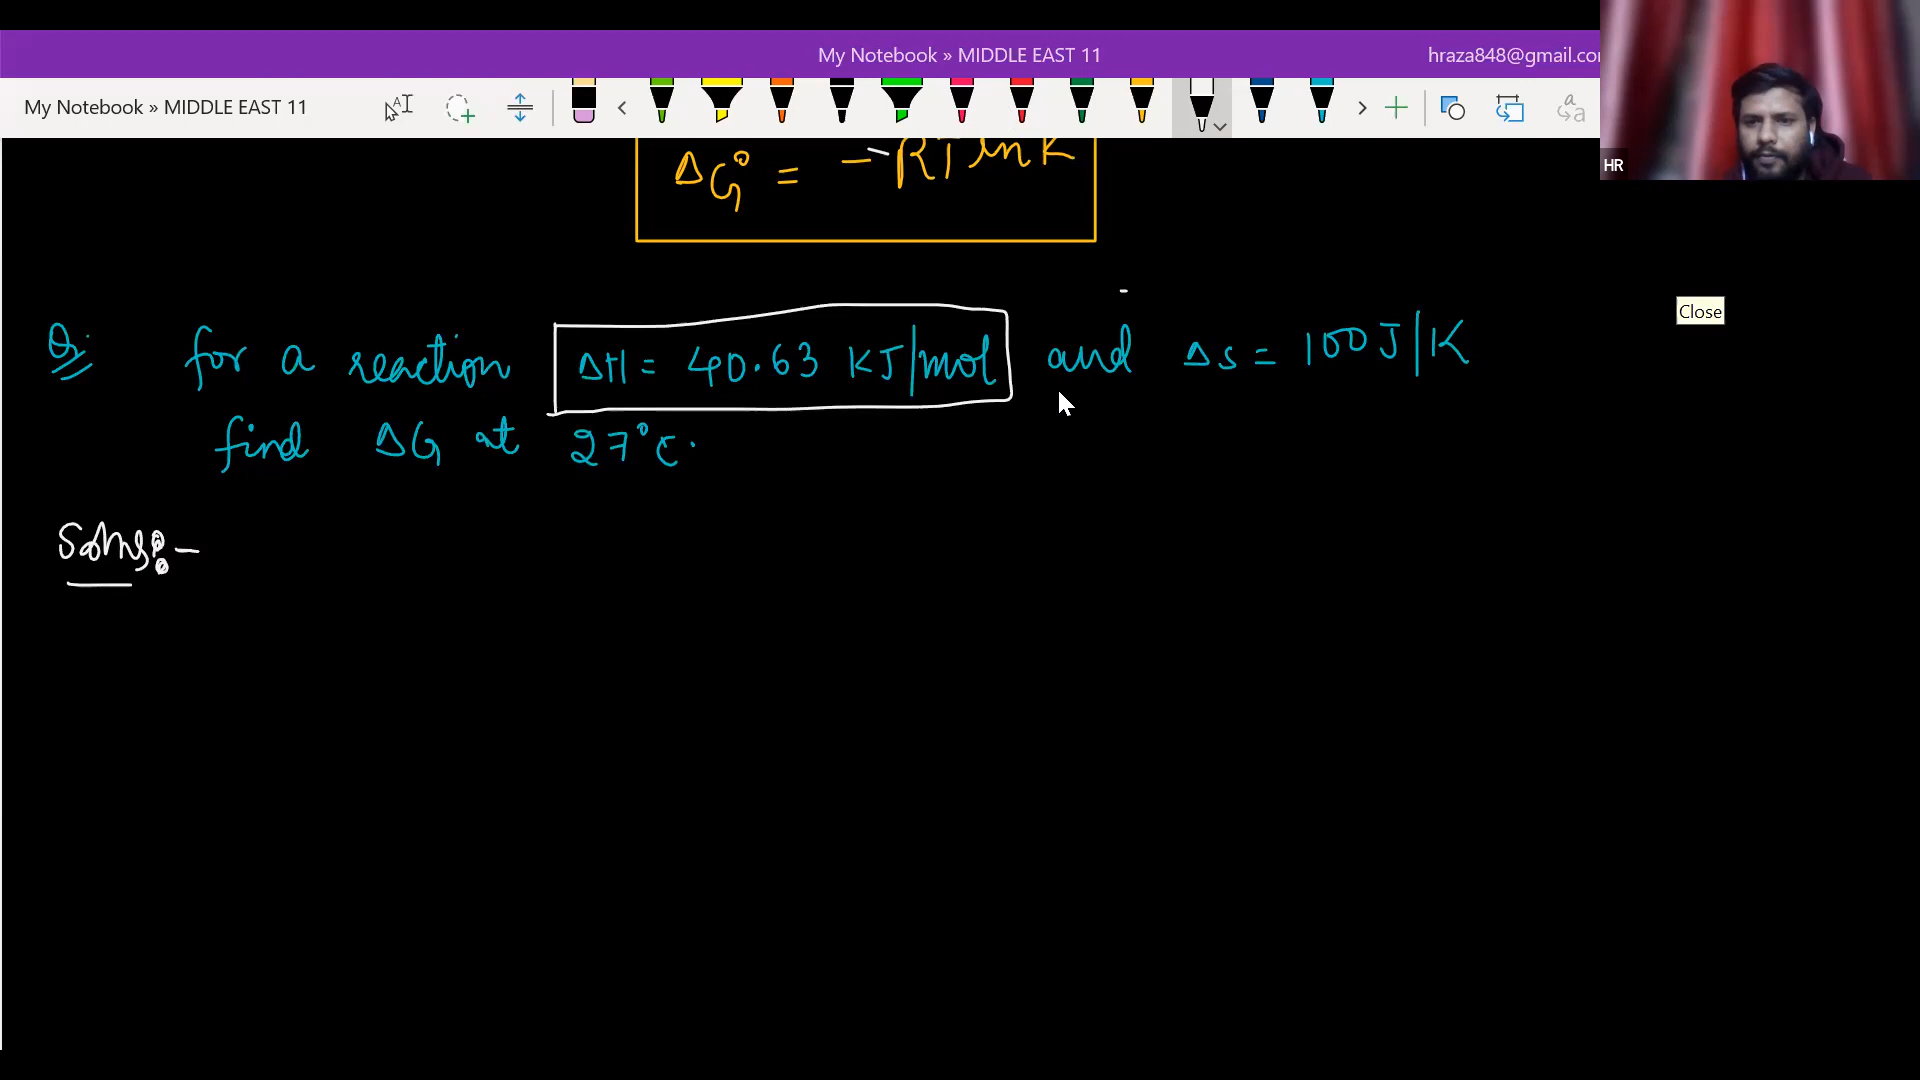 My Notebook » MIDDLE EAST 11
hraza848@gmail.co
My Notebook » MIDDLE EAST 11
HR
ΔG° = -RT ln K
Close
Q: for a reaction ΔH = 40.63 KJ/mol and ΔS = 100 J/K
find ΔG at 27°C.
Solns:-